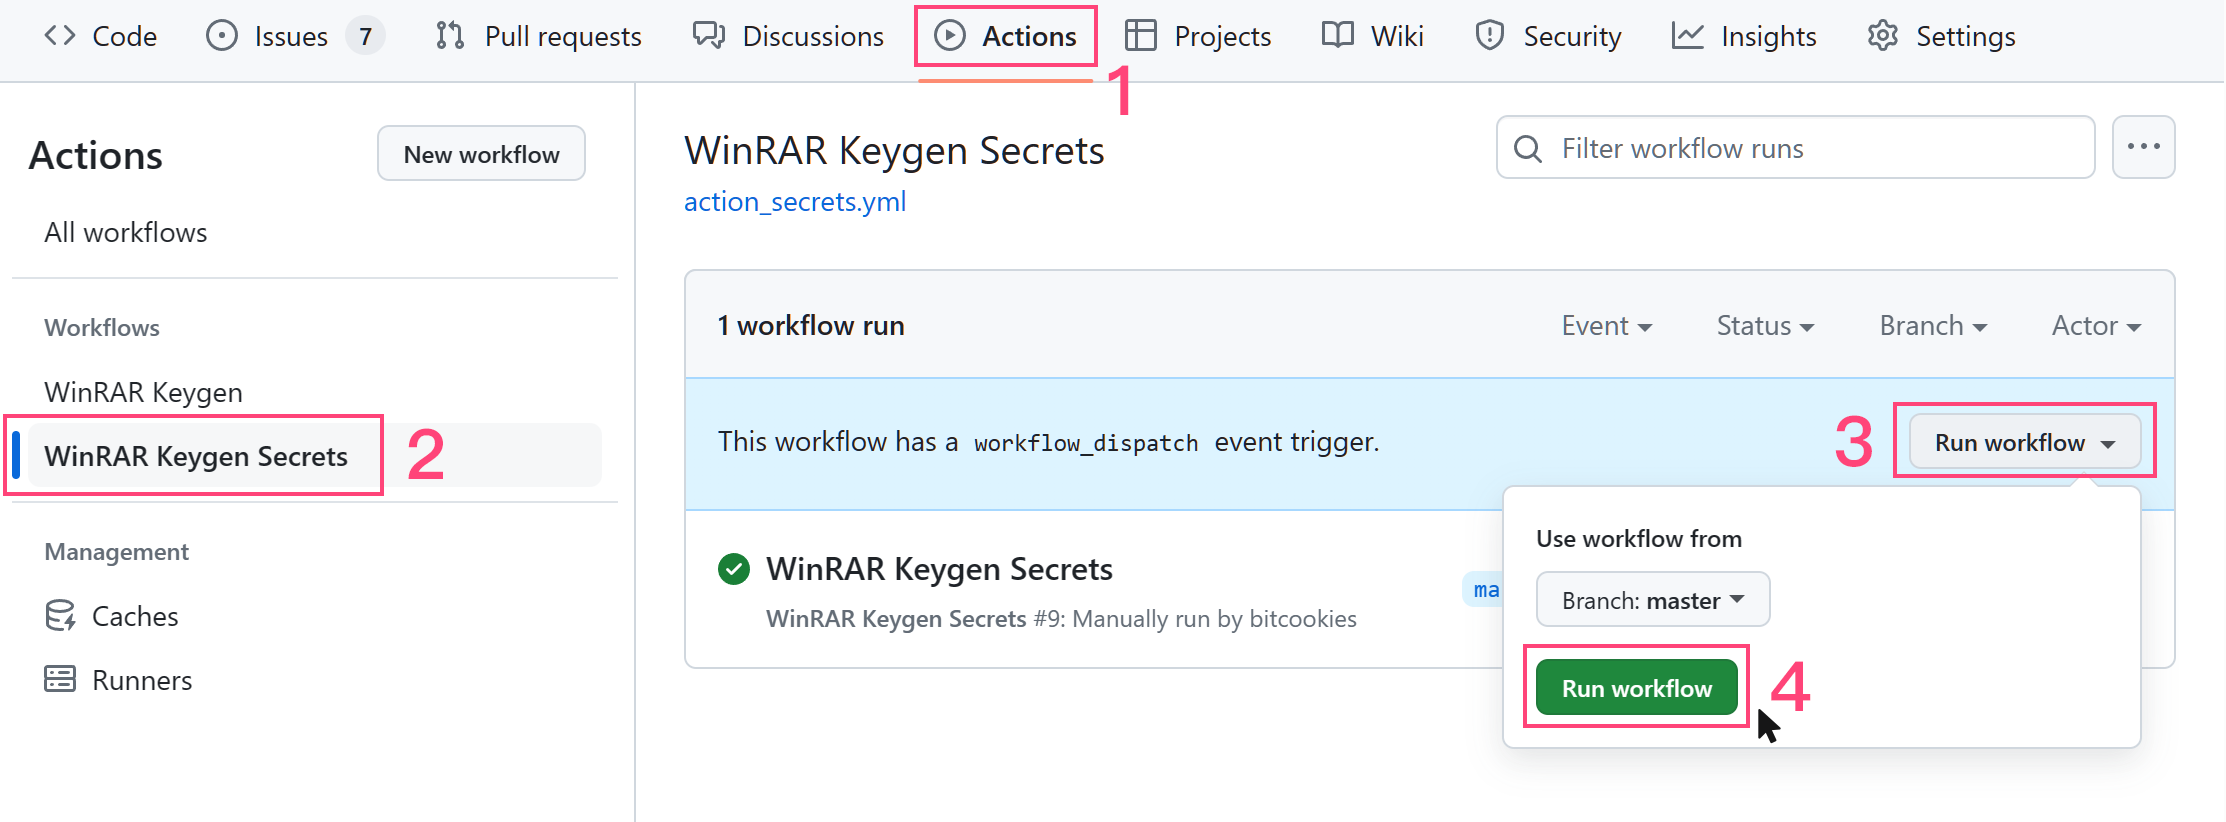 Code Issues 7 Pull requests Discussions Actions Projects Wiki Security Insights Settings
1
Actions
New workflow
All workflows
Workflows
WinRAR Keygen
WinRAR Keygen Secrets
2
Management
Caches
Runners
WinRAR Keygen Secrets
action_secrets.yml
Filter workflow runs
1 workflow run
Event Status Branch Actor
This workflow has a workflow_dispatch event trigger.
3
Run workflow
WinRAR Keygen Secrets
ma
WinRAR Keygen Secrets #9: Manually run by bitcookies
Use workflow from
Branch: master
Run workflow
4